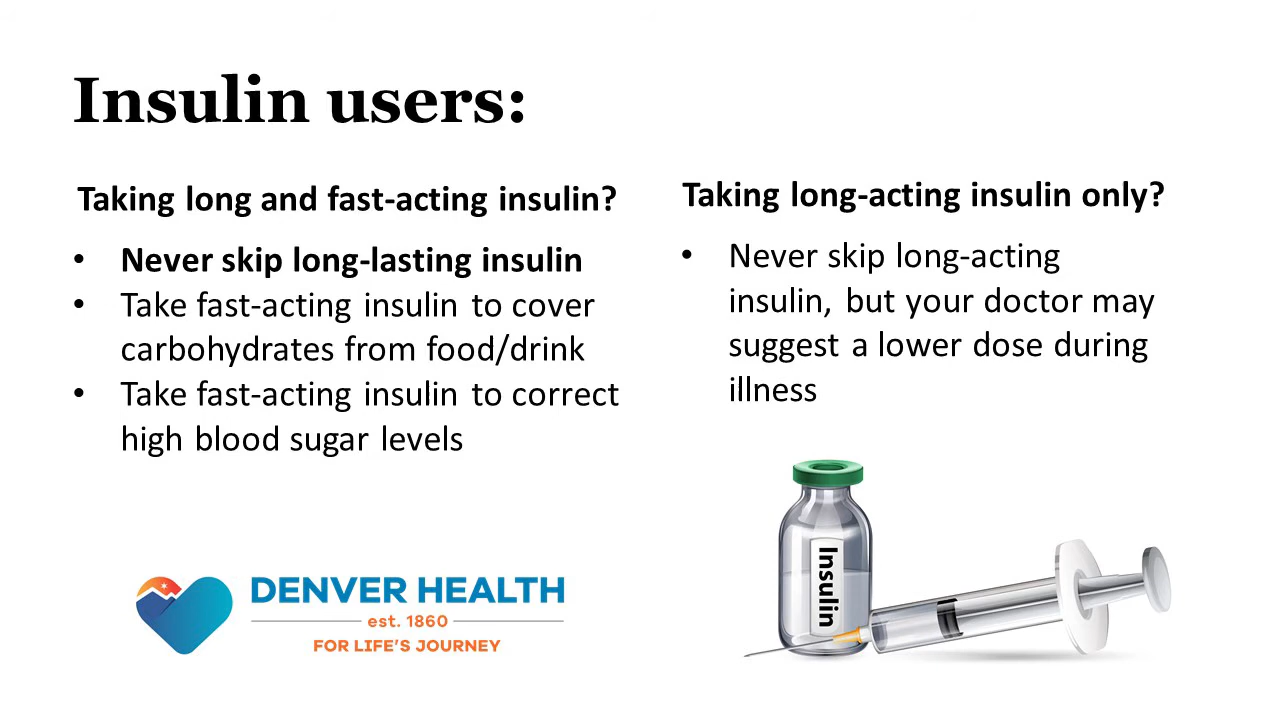 Insulin users:
Taking long and fast-acting insulin?
• Never skip long-lasting insulin
• Take fast-acting insulin to cover
carbohydrates from food/drink
• Take fast-acting insulin to correct
high blood sugar levels
Taking long-acting insulin only?
• Never skip long-acting
insulin, but your doctor may
suggest a lower dose during
illness
Insulin
DENVER HEALTH
est. 1860
FOR LIFE'S JOURNEY